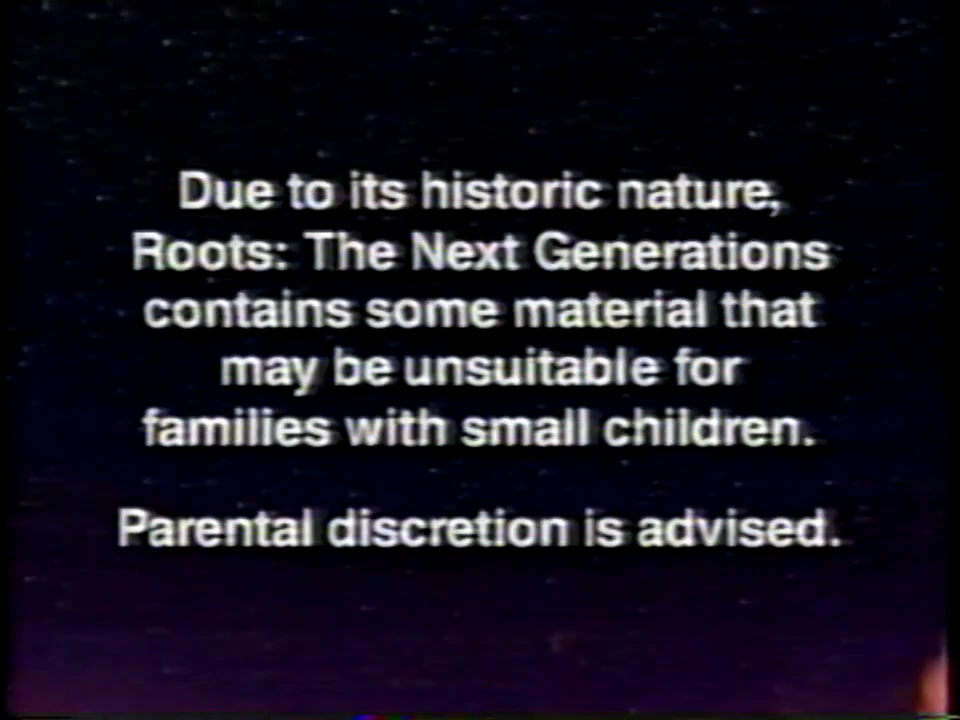 Due to its historic nature,
Roots: The Next Generations
contains some material that
may be unsuitable for
families with small children.
Parental discretion is advised.